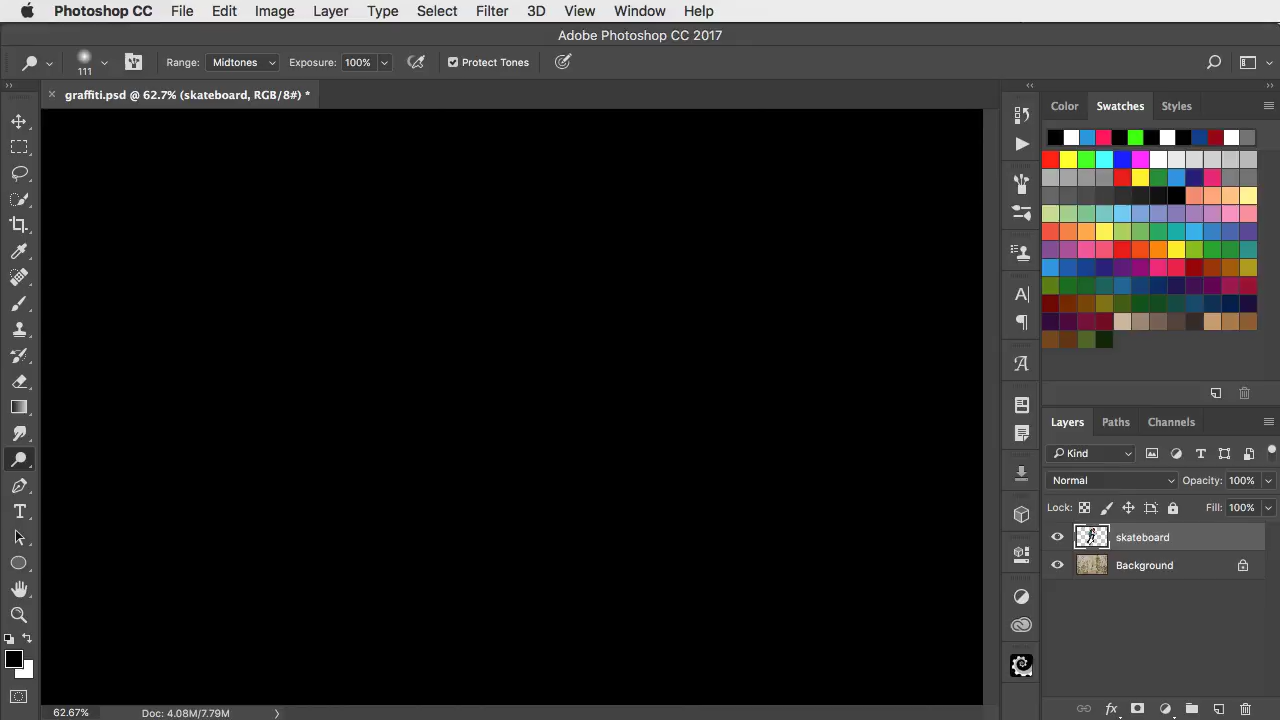 Photoshop CC File Edit Image Layer Type Select Filter 3D View Window Help
Adobe Photoshop CC 2017
111 Range: Midtones Exposure: 100% Protect Tones
graffiti.psd @ 62.7% (skateboard, RGB/8#) *
Color Swatches Styles
Layers Paths Channels
Kind
Normal Opacity: 100%
Lock: Fill: 100%
skateboard
Background
62.67% Doc: 4.08M/7.79M